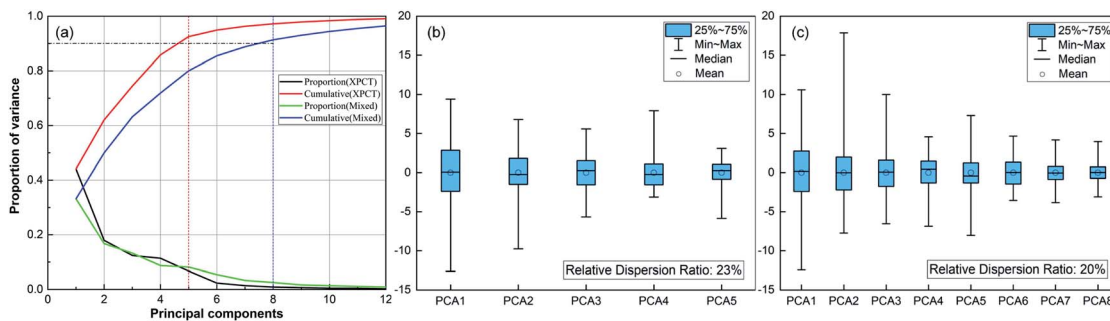 (a)
Proportion of variance
1.0
0.8
0.6
0.4
0.2
0.0
0
2
4
6
8
10
12
Principal components
Proportion(XPCT)
Cumulative(XPCT)
Proportion(Mixed)
Cumulative(Mixed)
(b)
20
15
10
5
0
-5
-10
-15
25%~75%
Min~Max
Median
Mean
Relative Dispersion Ratio: 23%
PCA1 PCA2 PCA3 PCA4 PCA5
(c)
20
15
10
5
0
-5
-10
-15
25%~75%
Min~Max
Median
Mean
Relative Dispersion Ratio: 20%
PCA1 PCA2 PCA3 PCA4 PCA5 PCA6 PCA7 PCA8